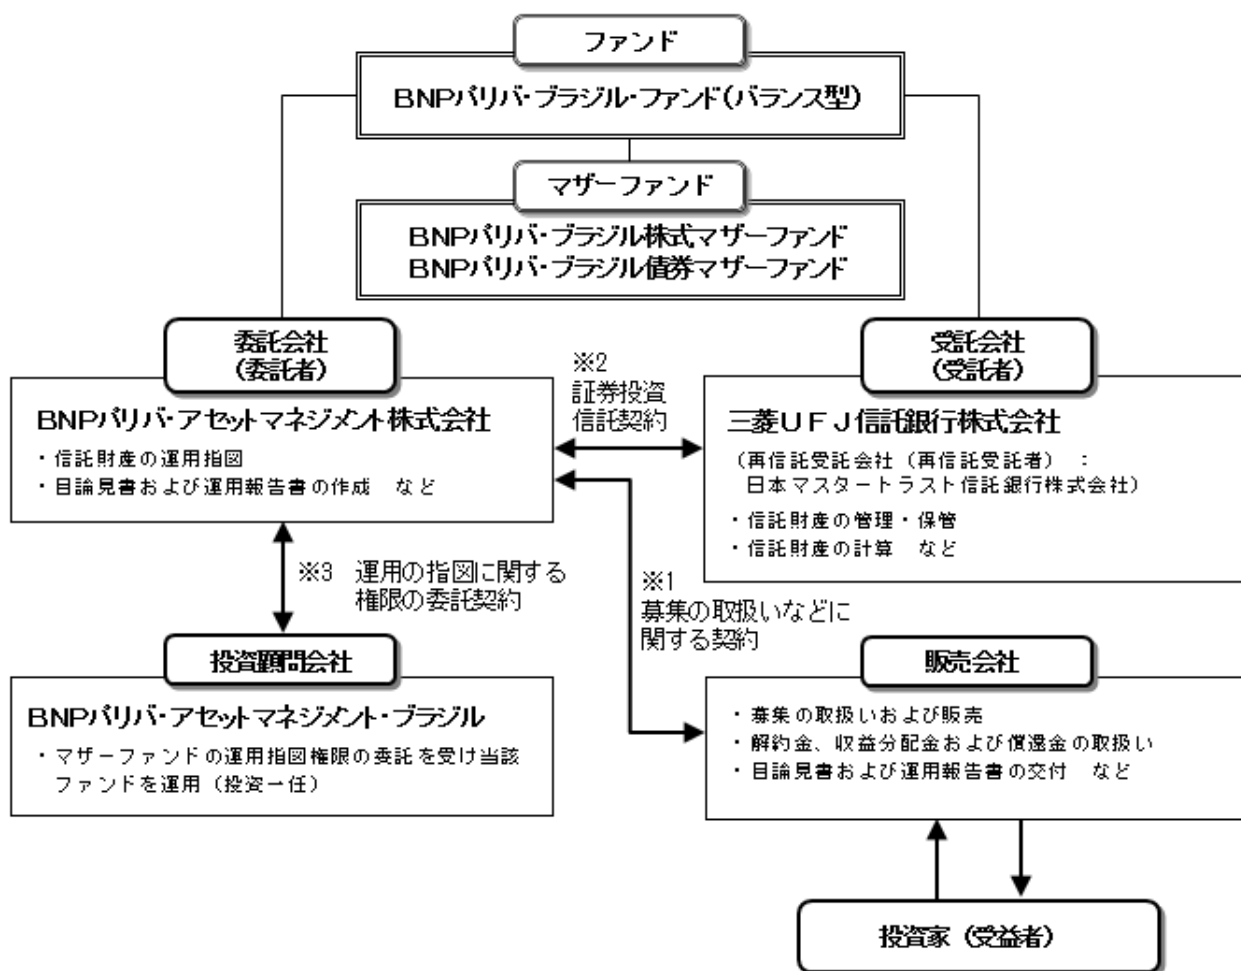 ファンド
BNPパリバ・ブラジル・ファンド(バランス型)
マザーファンド
BNPパリバ・ブラジル株式マザーファンド
BNPパリバ・ブラジル債券マザーファンド
委託会社
(委託者)
BNPパリバ・アセットマネジメント株式会社
・信託財産の運用指図
・目論見書および運用報告書の作成　など
※2
証券投資
信託契約
受託会社
(受託者)
三菱UFJ信託銀行株式会社
(再信託受託会社(再信託受託者)　:
日本マスタートラスト信託銀行株式会社)
・信託財産の管理・保管
・信託財産の計算　など
※3　運用の指図に関する
権限の委託契約
※1
募集の取扱いなどに
関する契約
投資顧問会社
BNPパリバ・アセットマネジメント・ブラジル
・マザーファンドの運用指図権限の委託を受け当該
ファンドを運用(投資一任)
販売会社
・募集の取扱いおよび販売
・解約金、収益分配金および償還金の取扱い
・目論見書および運用報告書の交付　など
投資家(受益者)